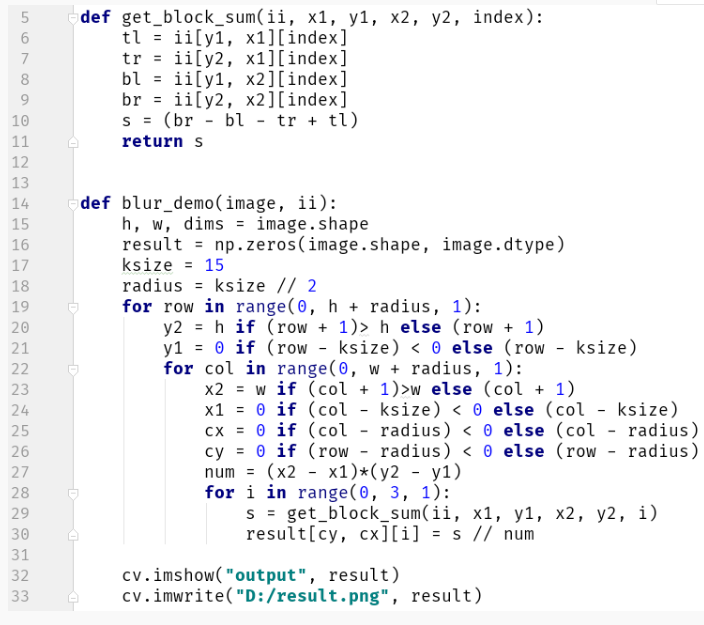 5 def get_block_sum(ii, x1, y1, x2, y2, index):
6     tl = ii[y1, x1][index]
7     tr = ii[y2, x1][index]
8     bl = ii[y1, x2][index]
9     br = ii[y2, x2][index]
10     s = (br - bl - tr + tl)
11     return s
12
13
14 def blur_demo(image, ii):
15     h, w, dims = image.shape
16     result = np.zeros(image.shape, image.dtype)
17     ksize = 15
18     radius = ksize // 2
19     for row in range(0, h + radius, 1):
20         y2 = h if (row + 1)> h else (row + 1)
21         y1 = 0 if (row - ksize) < 0 else (row - ksize)
22         for col in range(0, w + radius, 1):
23             x2 = w if (col + 1)>w else (col + 1)
24             x1 = 0 if (col - ksize) < 0 else (col - ksize)
25             cx = 0 if (col - radius) < 0 else (col - radius)
26             cy = 0 if (row - radius) < 0 else (row - radius)
27             num = (x2 - x1)*(y2 - y1)
28             for i in range(0, 3, 1):
29                 s = get_block_sum(ii, x1, y1, x2, y2, i)
30                 result[cy, cx][i] = s // num
31
32     cv.imshow("output", result)
33     cv.imwrite("D:/result.png", result)